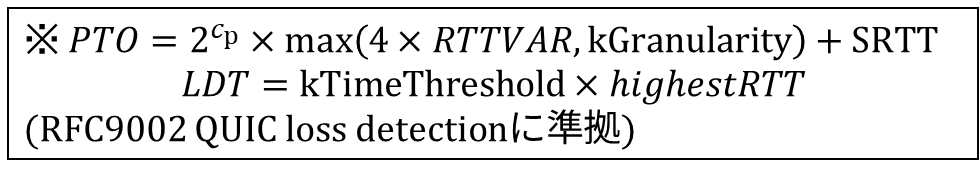 ※ PTO = 2^{c_p} × max(4 × RTTVAR, kGranularity) + SRTT
LDT = kTimeThreshold × highestRTT
(RFC9002 QUIC loss detectionに準拠)